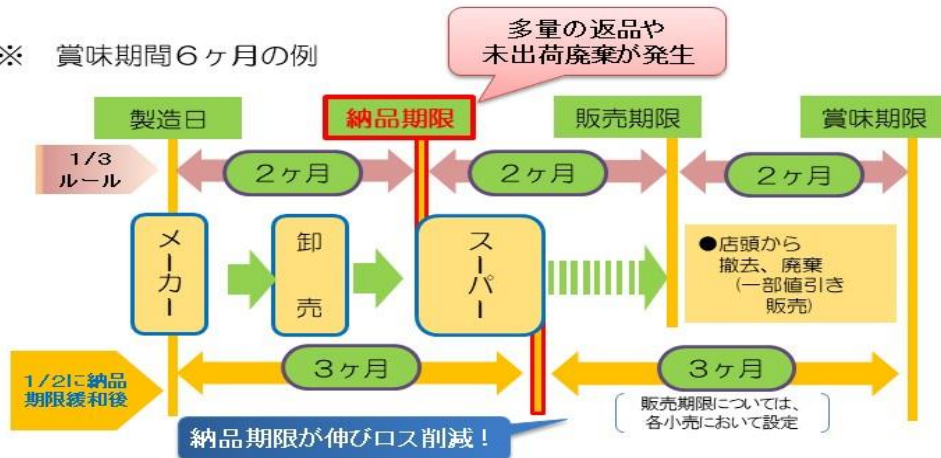 ※ 賞味期間６ヶ月の例
多量の返品や
未出荷廃棄が発生
製造日
納品期限
販売期限
賞味期限
1/3
ルール
２ヶ月
２ヶ月
２ヶ月
メーカー
卸売
スーパー
●店頭から
撤去、廃棄
(一部値引き
販売)
1/2に納品
期限緩和後
３ヶ月
３ヶ月
販売期限については、
各小売において設定
納品期限が伸びロス削減！